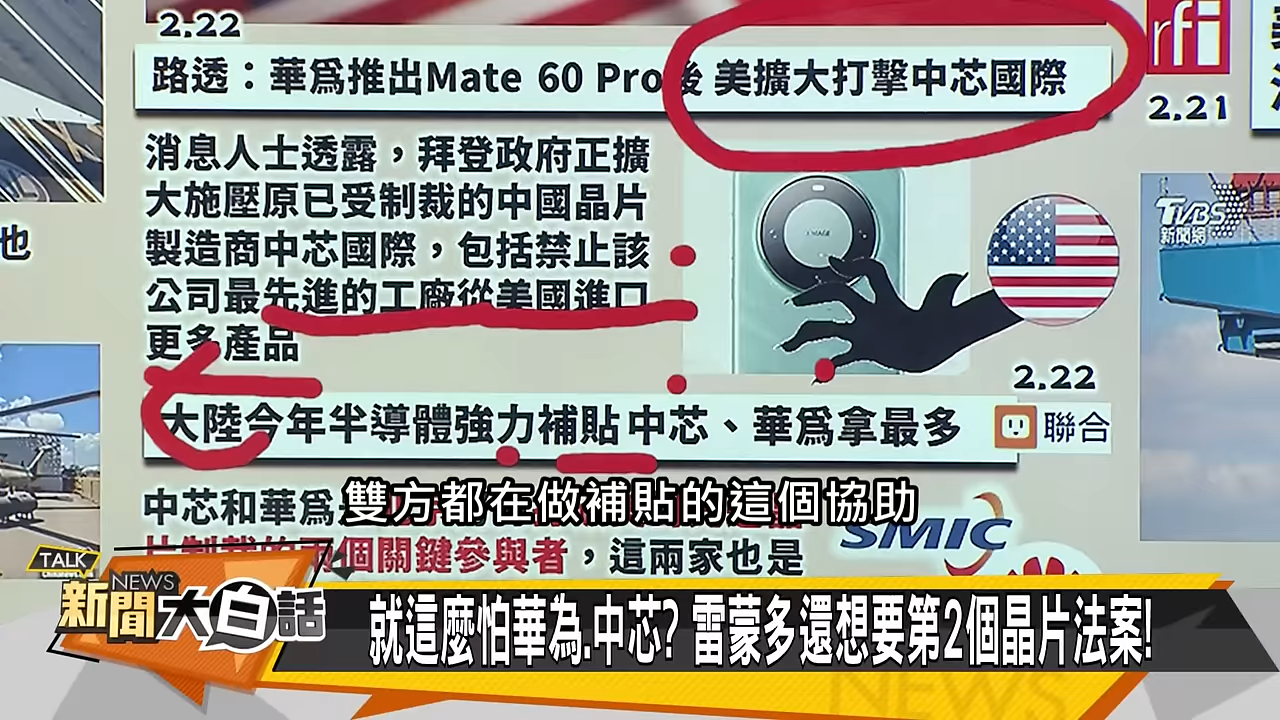 2.22
路透：華爲推出Mate 60 Pro後 美擴大打擊中芯國際
rfi
2.21
消息人士透露，拜登政府正擴
大施壓原已受制裁的中國晶片
製造商中芯國際，包括禁止該
公司最先進的工廠從美國進口
更多產品
也
XMAGE
TVBS
新聞網
2.22
大陸今年半導體強力補貼 中芯、華爲拿最多
聯合
中芯和華爲
雙方都在做補貼的這個協助
個關鍵參與者，這兩家也是
SMIC
TALK
NEWS
新聞大白話
就這麼怕華為.中芯? 雷蒙多還想要第2個晶片法案!
NEWS